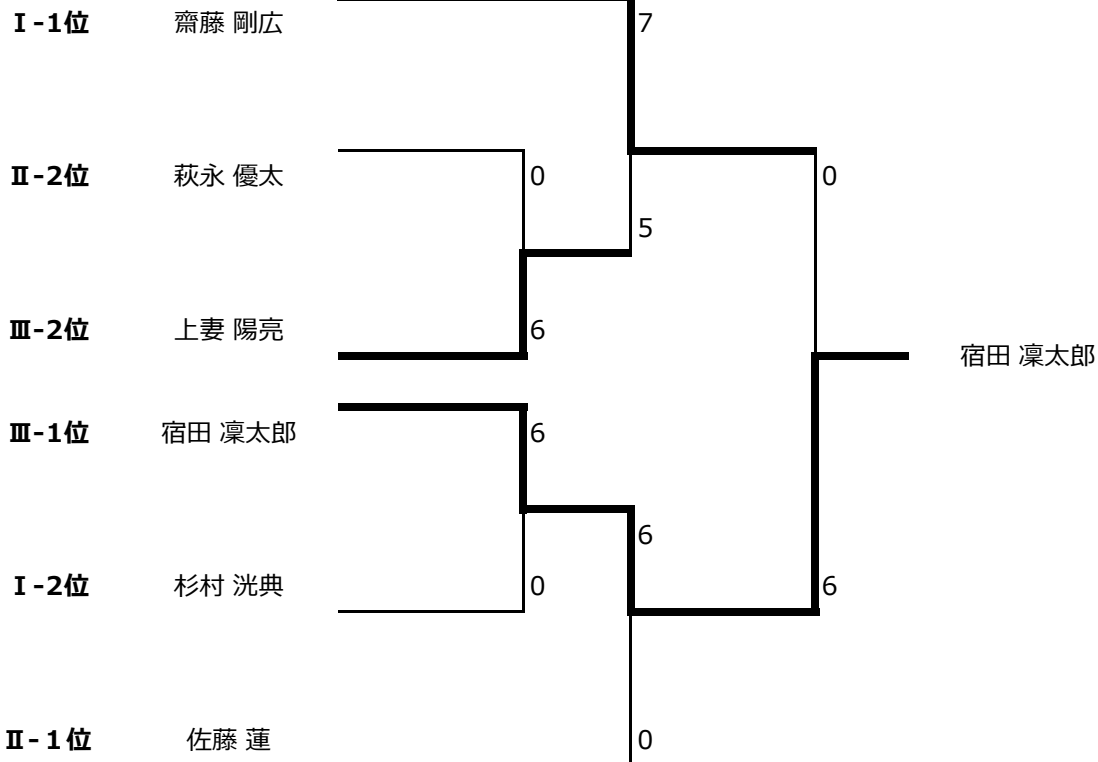 Ⅰ-1位 齋藤 剛広 7
Ⅱ-2位 萩永 優太 0 0
5
Ⅲ-2位 上妻 陽亮 6
宿田 凜太郎
Ⅲ-1位 宿田 凜太郎 6
6
Ⅰ-2位 杉村 洸典 0 6
Ⅱ-１位 佐藤 蓮 0